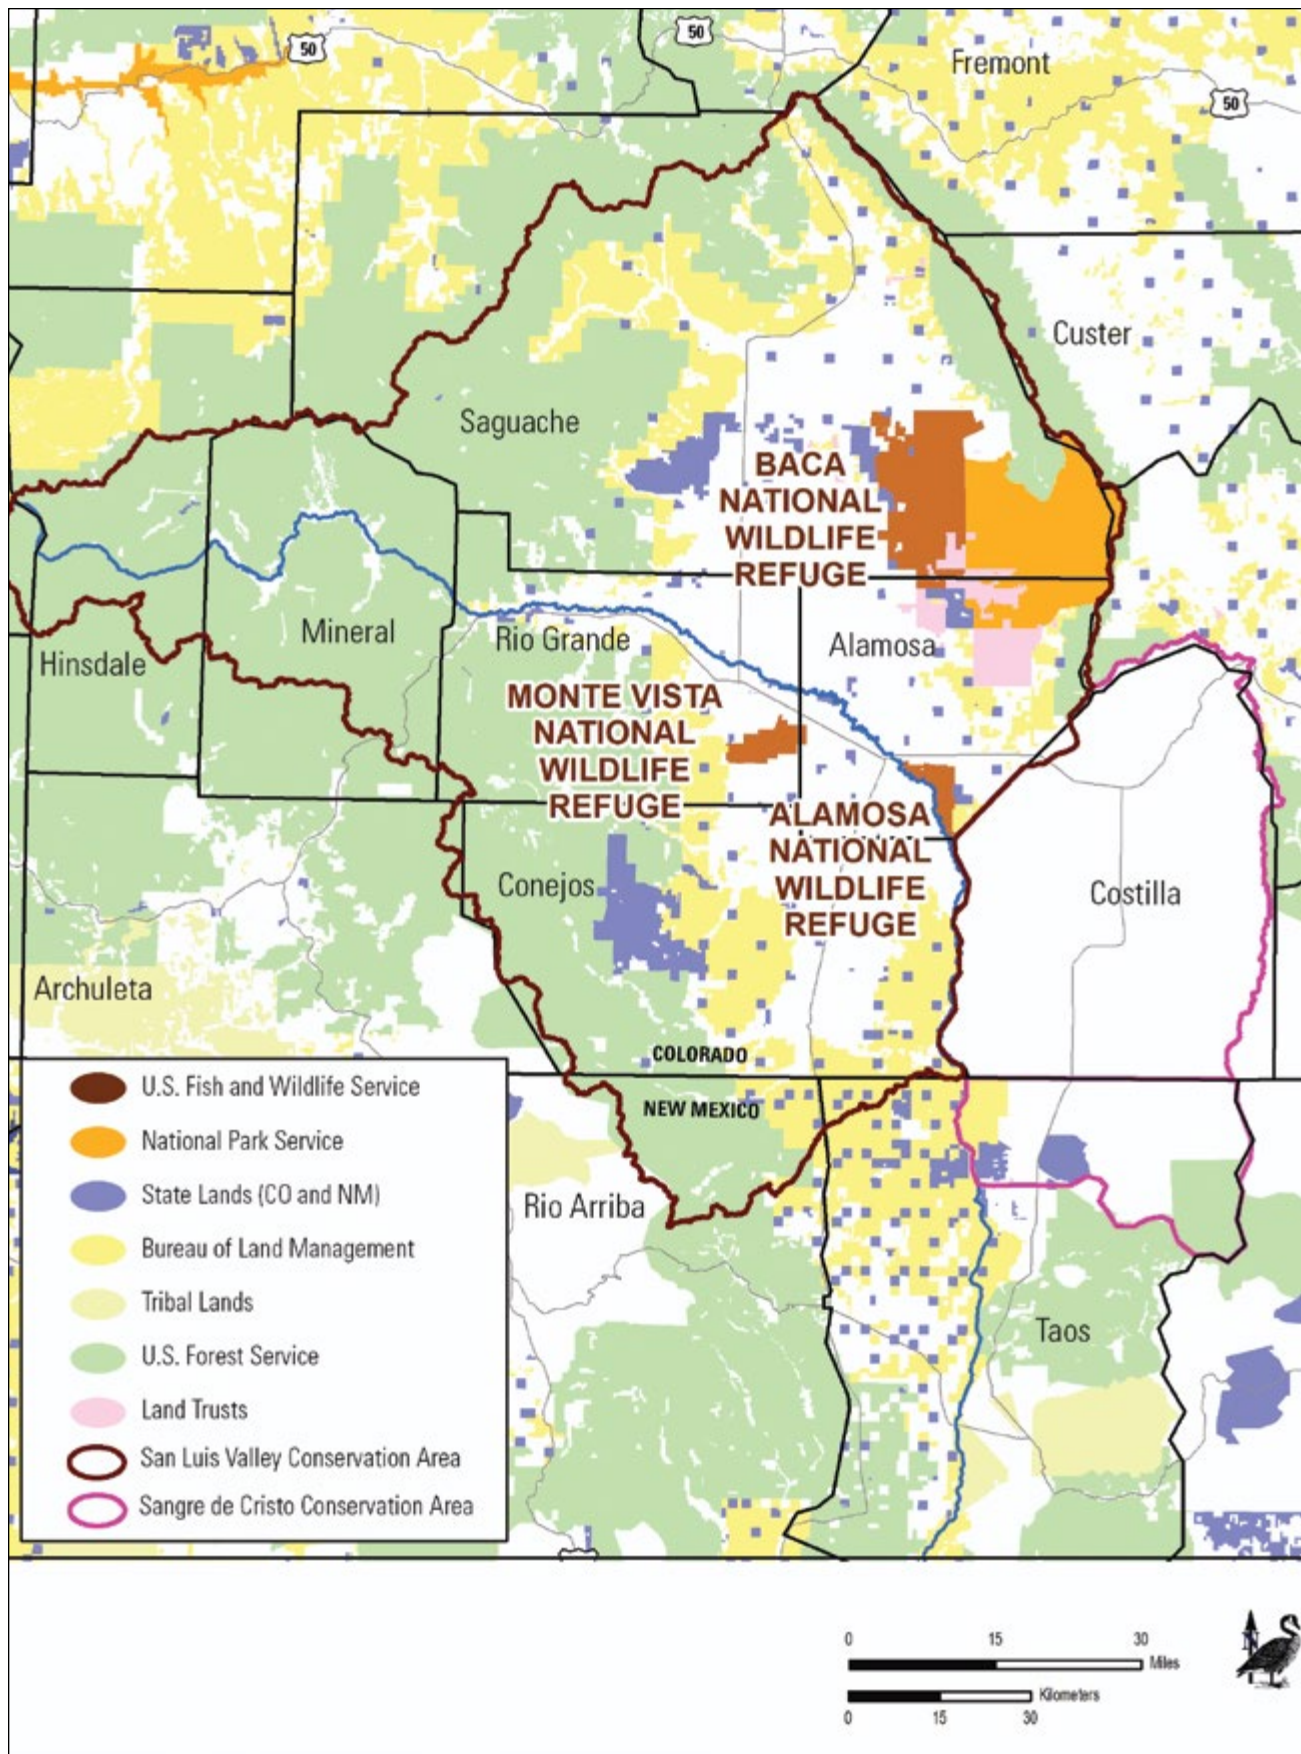 50
50
Fremont
50
Custer
Saguache
BACA
NATIONAL
WILDLIFE
REFUGE
Mineral
Rio Grande
Alamosa
Hinsdale
MONTE VISTA
NATIONAL
WILDLIFE
REFUGE
ALAMOSA
NATIONAL
WILDLIFE
REFUGE
Conejos
Costilla
Archuleta
COLORADO
NEW MEXICO
Rio Arriba
Taos
U.S. Fish and Wildlife Service
National Park Service
State Lands (CO and NM)
Bureau of Land Management
Tribal Lands
U.S. Forest Service
Land Trusts
San Luis Valley Conservation Area
Sangre de Cristo Conservation Area
0 15 30
Miles
Kilometers
0 15 30
N